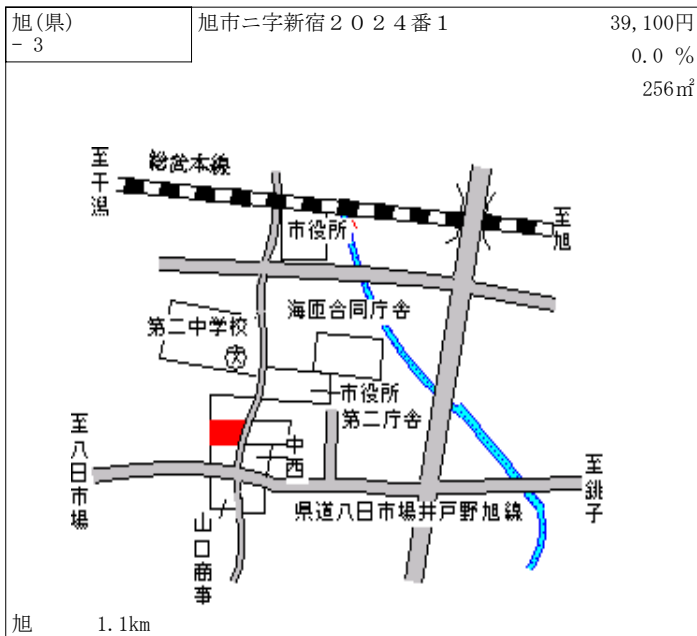 旭(県)
- 3
旭市ニ字新宿２０２４番１
39,100円
0.0 %
256㎡
至干潟
総武本線
至旭
市役所
海匝合同庁舎
第二中学校
文
市役所
第二庁舎
至八日市場
中西
至銚子
県道八日市場井戸野旭線
山口商事
旭 1.1km